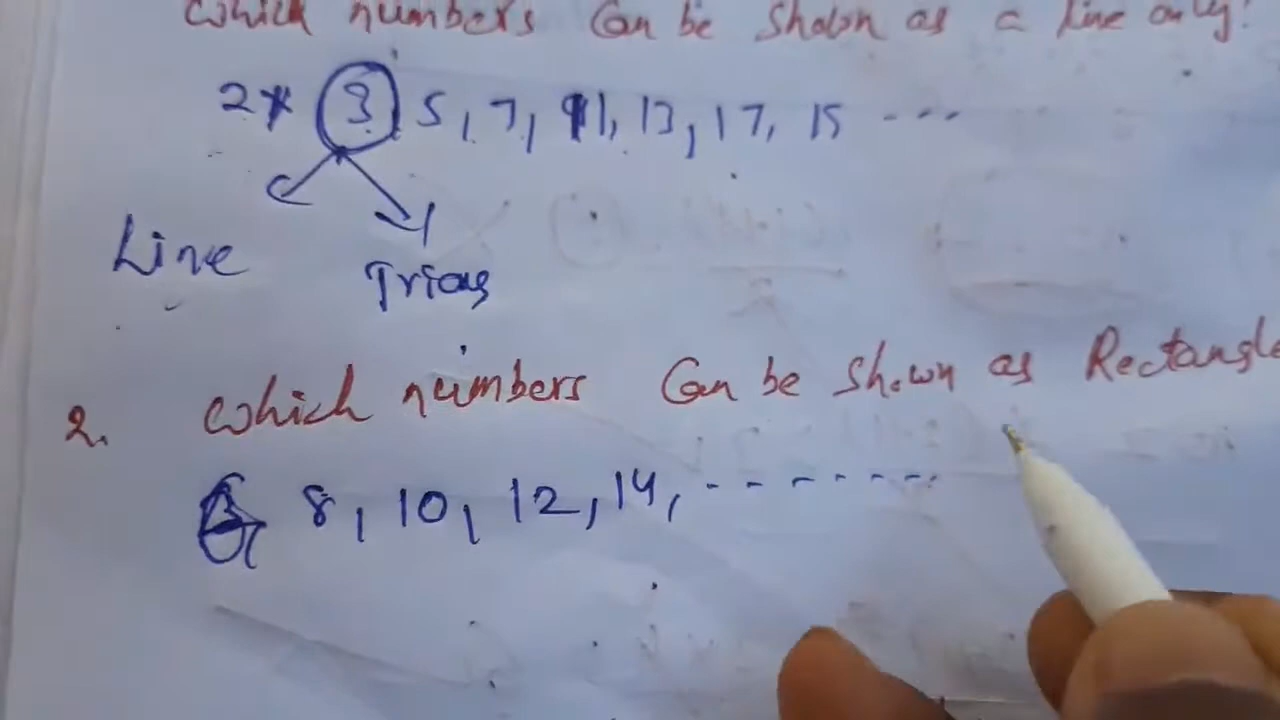 Which numbers Can be Shown as a line only?
2, 3, 5, 7, 11, 13, 17, 15 ....
Line
Triang
2. Which numbers Can be Shown as Rectangle
8, 10, 12, 14, ........